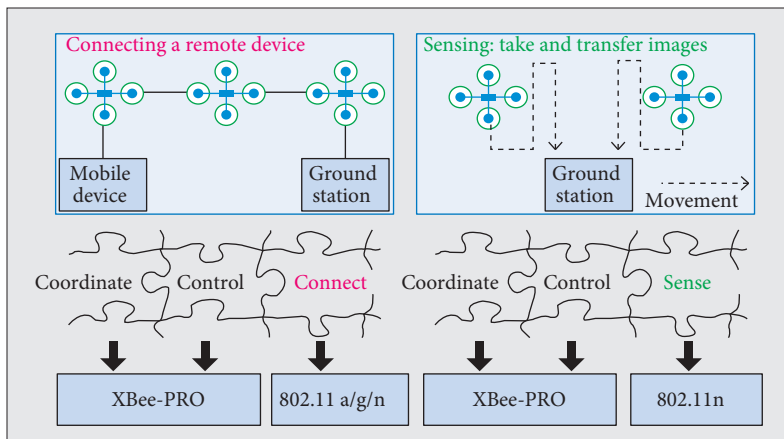 Connecting a remote device
Mobile
device
Ground
station
Sensing: take and transfer images
Ground
station
Movement
Coordinate
Control
Connect
Coordinate
Control
Sense
XBee-PRO
802.11 a/g/n
XBee-PRO
802.11n